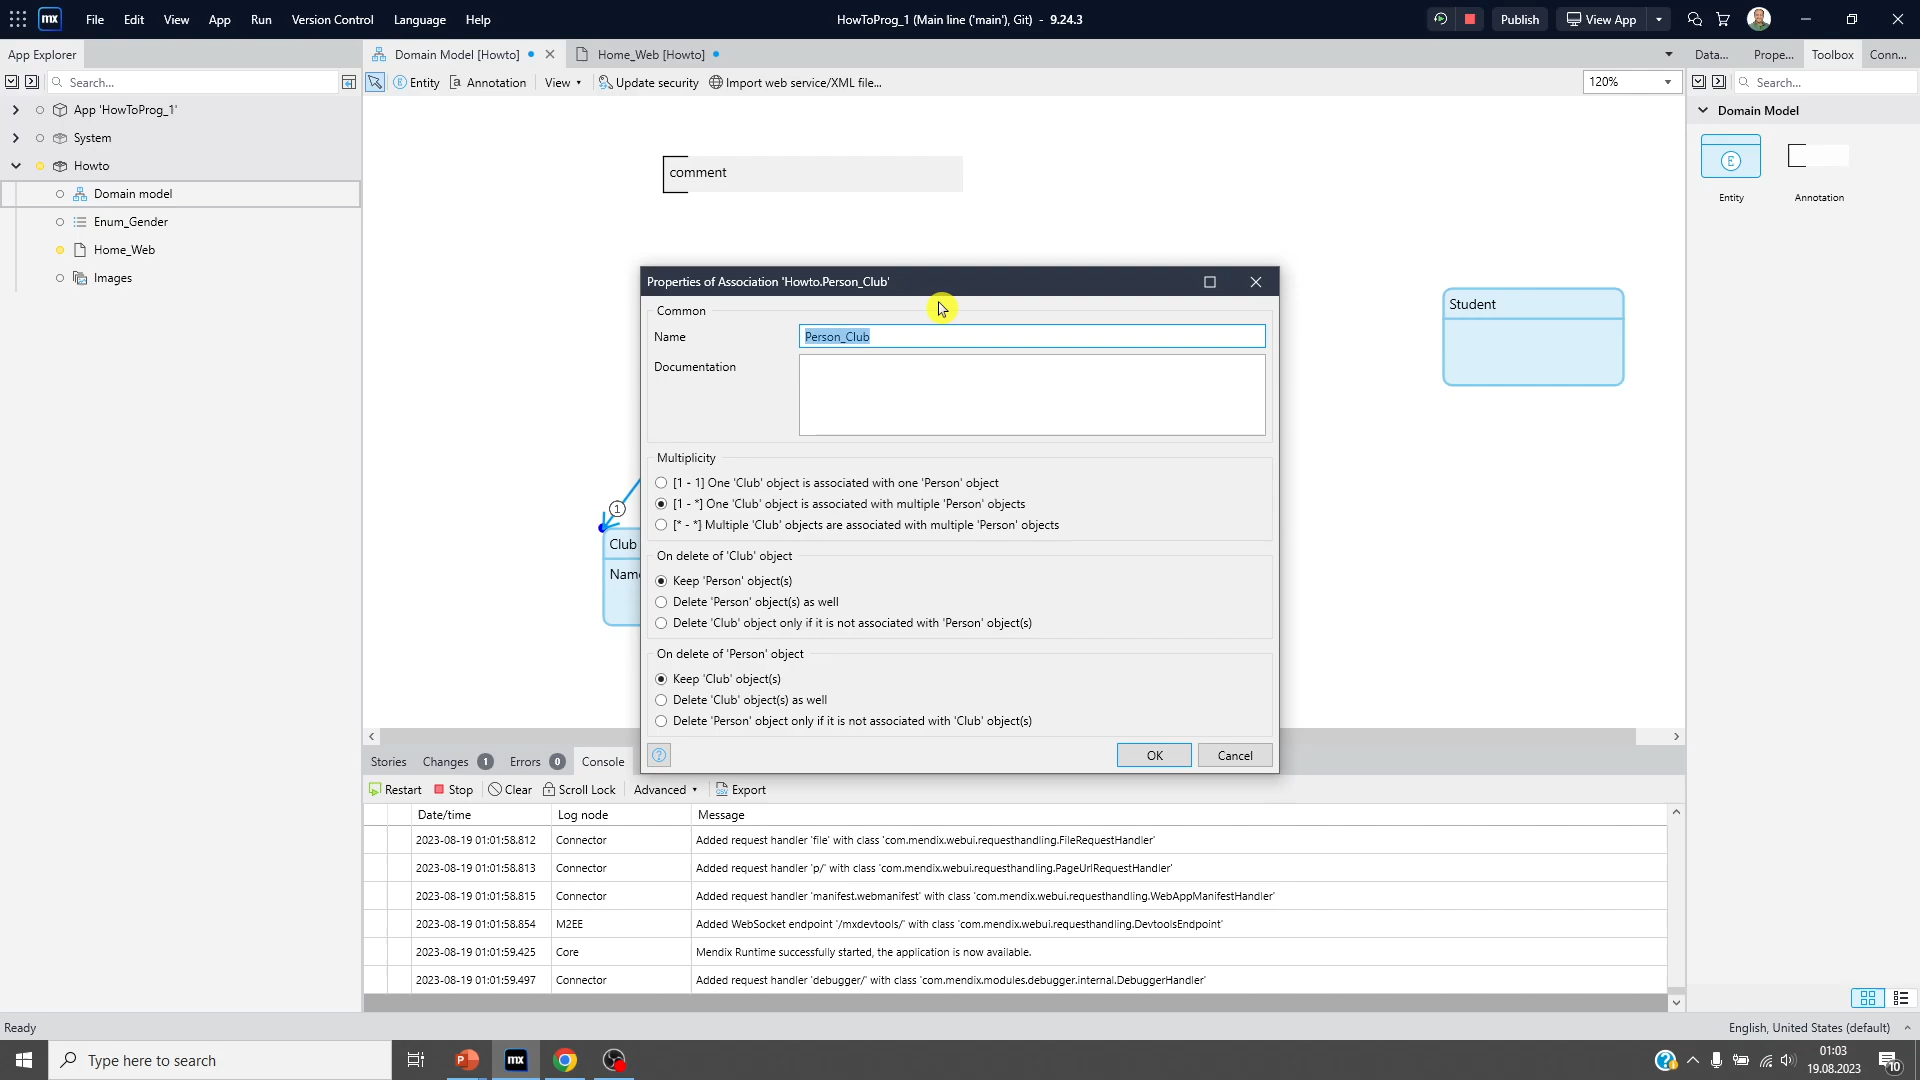 mx File Edit View App Run Version Control Language Help HowToProg_1 (Main line ('main'), Git) - 9.24.3 Publish View App
App Explorer Domain Model [Howto] Home_Web [Howto] Data... Prope... Toolbox Conn...
Search... Entity Annotation View Update security Import web service/XML file... 120% Search...
App 'HowToProg_1'
System
Howto
Domain model
Enum_Gender
Home_Web
Images
comment
Domain Model
E
Entity Annotation
Student
1
Club
Name
Properties of Association 'Howto.Person_Club'
Common
Name Person_Club
Documentation
Multiplicity
[1 - 1] One 'Club' object is associated with one 'Person' object
[1 - *] One 'Club' object is associated with multiple 'Person' objects
[* - *] Multiple 'Club' objects are associated with multiple 'Person' objects
On delete of 'Club' object
Keep 'Person' object(s)
Delete 'Person' object(s) as well
Delete 'Club' object only if it is not associated with 'Person' object(s)
On delete of 'Person' object
Keep 'Club' object(s)
Delete 'Club' object(s) as well
Delete 'Person' object only if it is not associated with 'Club' object(s)
? OK Cancel
Stories Changes 1 Errors 0 Console
Restart Stop Clear Scroll Lock Advanced Export
Date/time Log node Message
2023-08-19 01:01:58.812 Connector Added request handler 'file' with class 'com.mendix.webui.requesthandling.FileRequestHandler'
2023-08-19 01:01:58.813 Connector Added request handler 'p/' with class 'com.mendix.webui.requesthandling.PageUrlRequestHandler'
2023-08-19 01:01:58.815 Connector Added request handler 'manifest.webmanifest' with class 'com.mendix.webui.requesthandling.WebAppManifestHandler'
2023-08-19 01:01:58.854 M2EE Added WebSocket endpoint '/mxdevtools/' with class 'com.mendix.webui.requesthandling.DevtoolsEndpoint'
2023-08-19 01:01:59.425 Core Mendix Runtime successfully started, the application is now available.
2023-08-19 01:01:59.497 Connector Added request handler 'debugger/' with class 'com.mendix.modules.debugger.internal.DebuggerHandler'
Ready English, United States (default)
Type here to search P mx 01:03
19.08.2023 10